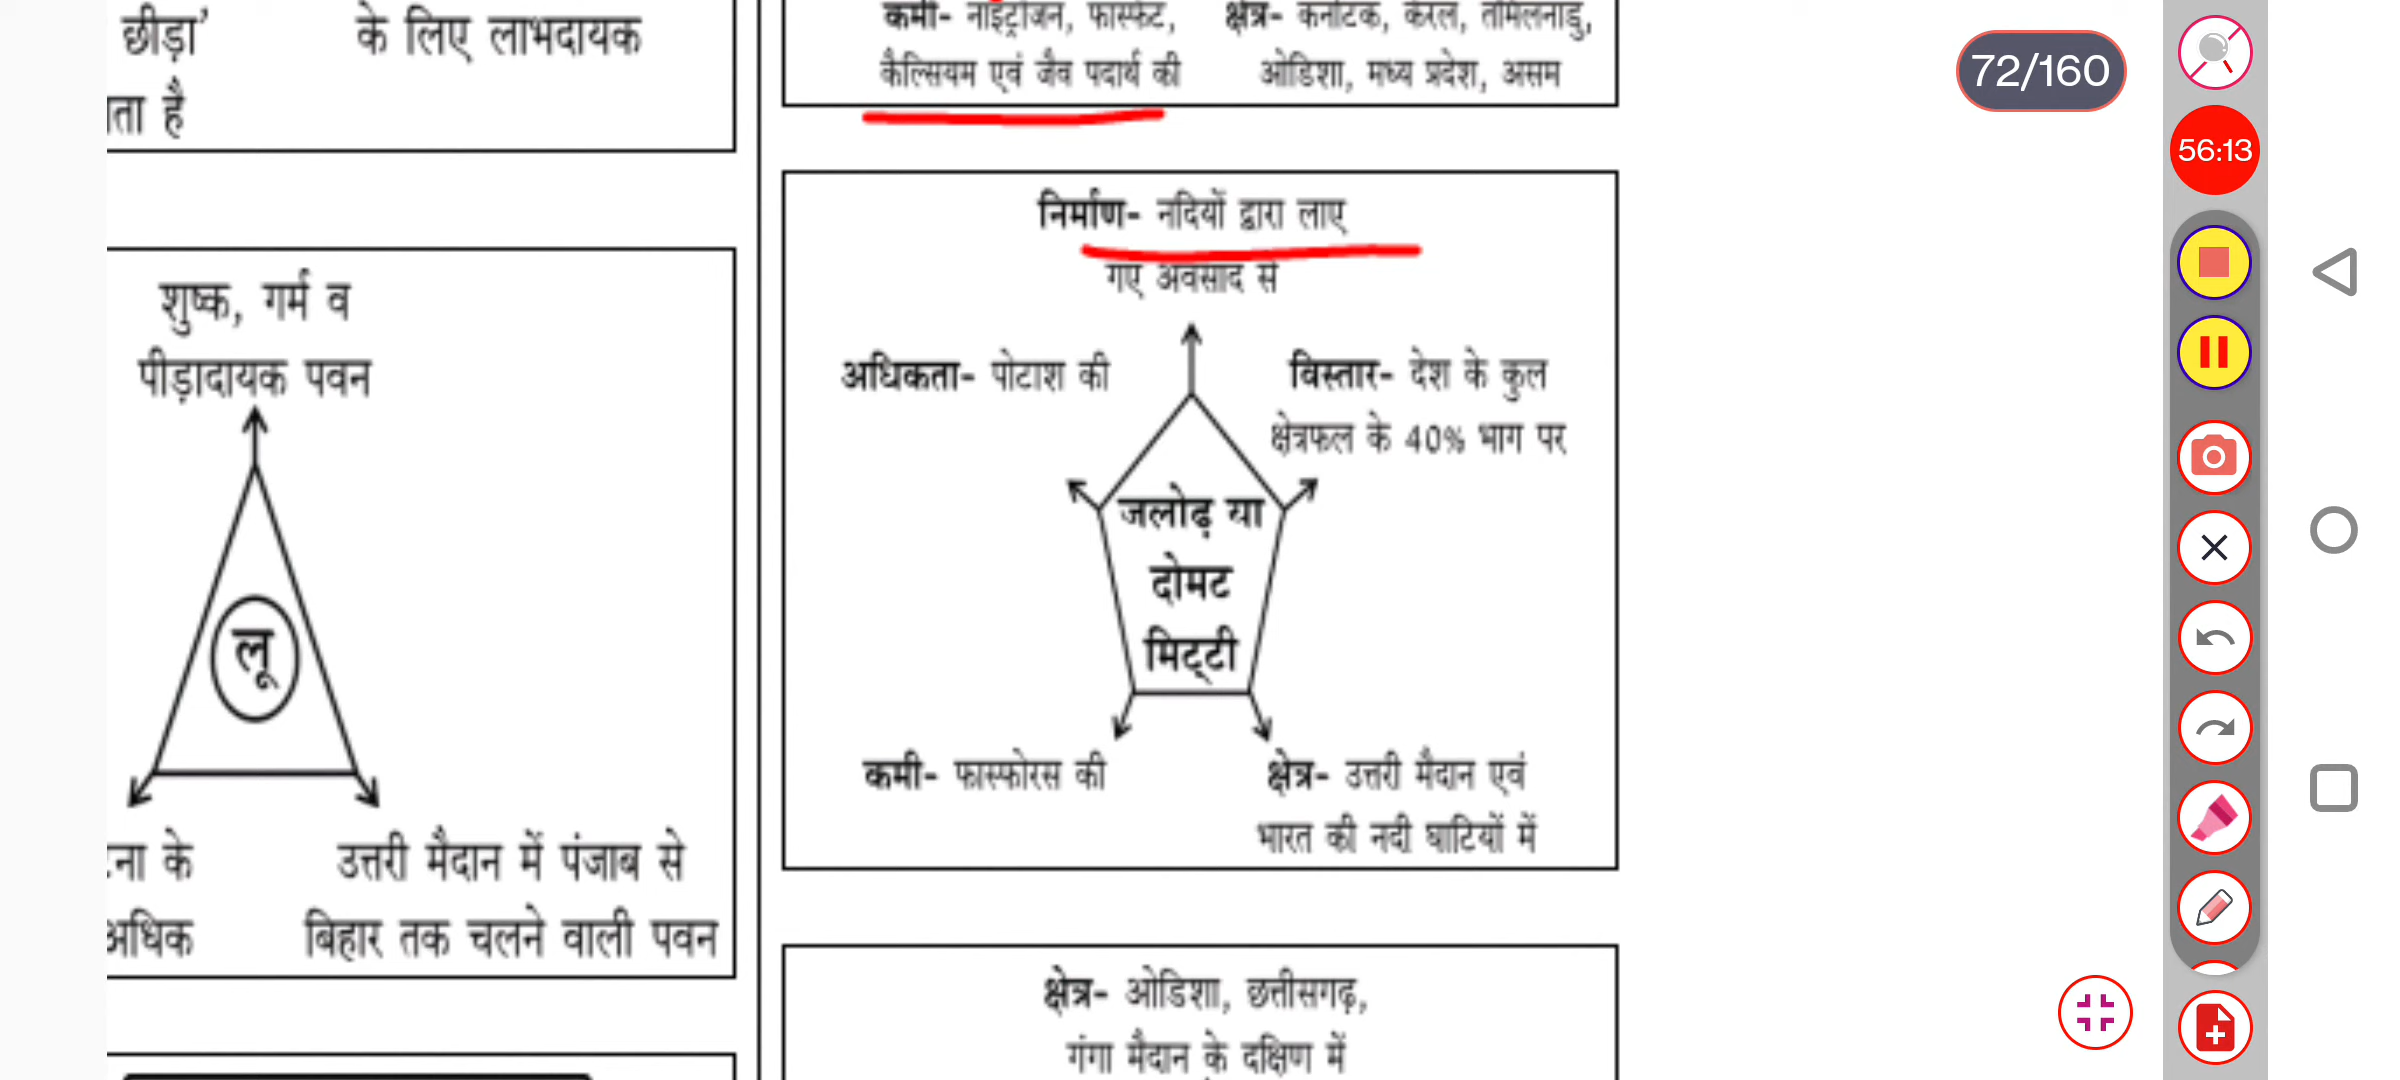 छीड़ा'
के लिए लाभदायक
ता है
शुष्क, गर्म व
पीड़ादायक पवन
लू
ना के
अधिक
उत्तरी मैदान में पंजाब से
बिहार तक चलने वाली पवन
कमी- नाइट्रोजन, फास्फेट,
कैल्सियम एवं जैव पदार्थ की
क्षेत्र- कर्नाटक, केरल, तमिलनाडु,
ओडिशा, मध्य प्रदेश, असम
निर्माण- नदियों द्वारा लाए
गए अवसाद से
अधिकता- पोटाश की
विस्तार- देश के कुल
क्षेत्रफल के 40% भाग पर
जलोढ़ या
दोमट
मिट्टी
कमी- फास्फोरस की
क्षेत्र- उत्तरी मैदान एवं
भारत की नदी घाटियों में
क्षेत्र- ओडिशा, छत्तीसगढ़,
गंगा मैदान के दक्षिण में
72/160
56:13